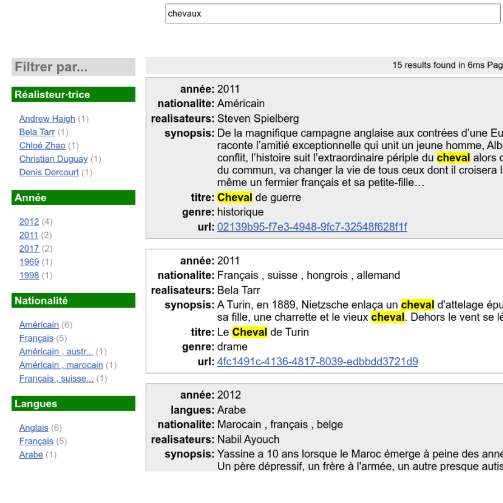 chevaux
15 results found in 6ms Pag
Filtrer par...
Réalisteur·trice
Andrew Haigh (1)
Bela Tarr (1)
Chloé Zhao (1)
Christian Duguay (1)
Denis Dercourt (1)
Année
2012 (4)
2011 (2)
2017 (2)
1969 (1)
1998 (1)
Nationalité
Américain (6)
Français (5)
Américain , austr... (1)
Américain , marocain (1)
Français , suisse... (1)
Langues
Anglais (6)
Français (5)
Arabe (1)
année: 2011
nationalite: Américain
realisateurs: Steven Spielberg
synopsis: De la magnifique campagne anglaise aux contrées d'une Eu
raconte l'amitié exceptionnelle qui unit un jeune homme, Alb
conflit, l'histoire suit l'extraordinaire périple du cheval alors
du commun, va changer la vie de tous ceux dont il croisera l
même un fermier français et sa petite-fille…
titre: Cheval de guerre
genre: historique
url: 02139b95-f7e3-4948-9fc7-32548f628f1f
année: 2011
nationalite: Français , suisse , hongrois , allemand
realisateurs: Bela Tarr
synopsis: A Turin, en 1889, Nietzsche enlaça un cheval d'attelage épu
sa fille, une charrette et le vieux cheval. Dehors le vent se lè
titre: Le Cheval de Turin
genre: drame
url: 4fc1491c-4136-4817-8039-edbbdd3721d9
année: 2012
langues: Arabe
nationalite: Marocain , français , belge
realisateurs: Nabil Ayouch
synopsis: Yassine a 10 ans lorsque le Maroc émerge à peine des anné
Un père dépressif, un frère à l'armée, un autre presque autis